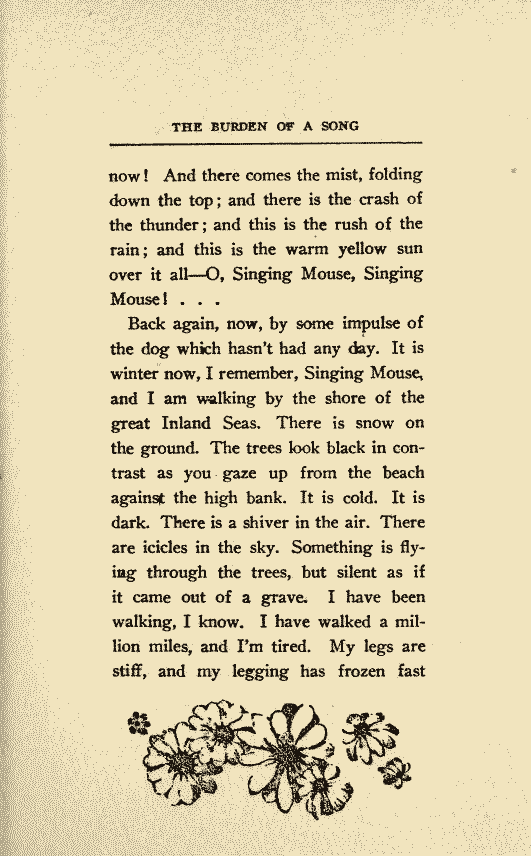 THE BURDEN OF A SONG
now! And there comes the mist, folding
down the top; and there is the crash of
the thunder; and this is the rush of the
rain; and this is the warm yellow sun
over it all—O, Singing Mouse, Singing
Mouse! . . .
Back again, now, by some impulse of
the dog which hasn't had any day. It is
winter now, I remember, Singing Mouse,
and I am walking by the shore of the
great Inland Seas. There is snow on
the ground. The trees look black in con-
trast as you gaze up from the beach
against the high bank. It is cold. It is
dark. There is a shiver in the air. There
are icicles in the sky. Something is fly-
ing through the trees, but silent as if
it came out of a grave. I have been
walking, I know. I have walked a mil-
lion miles, and I'm tired. My legs are
stiff, and my legging has frozen fast